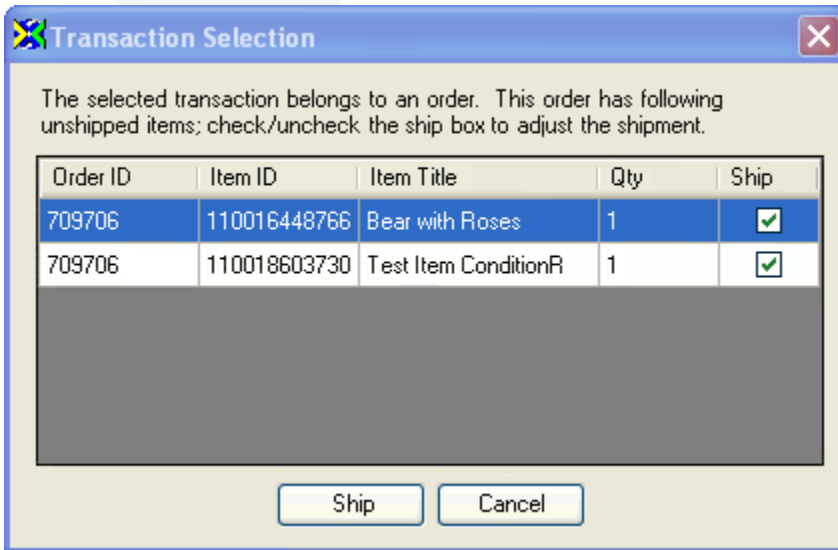 Transaction Selection
The selected transaction belongs to an order. This order has following
unshipped items; check/uncheck the ship box to adjust the shipment.
Order ID Item ID Item Title Qty Ship
709706 110016448766 Bear with Roses 1
709706 110018603730 Test Item ConditionR 1
Ship Cancel